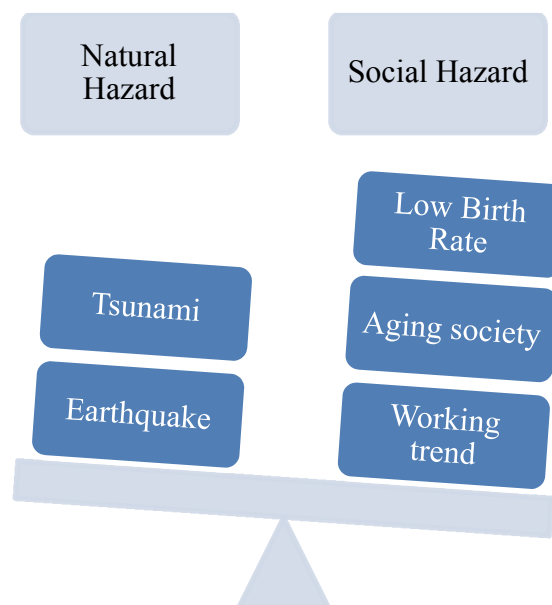 Natural
Hazard
Social Hazard
Tsunami
Earthquake
Low Birth
Rate
Aging society
Working
trend